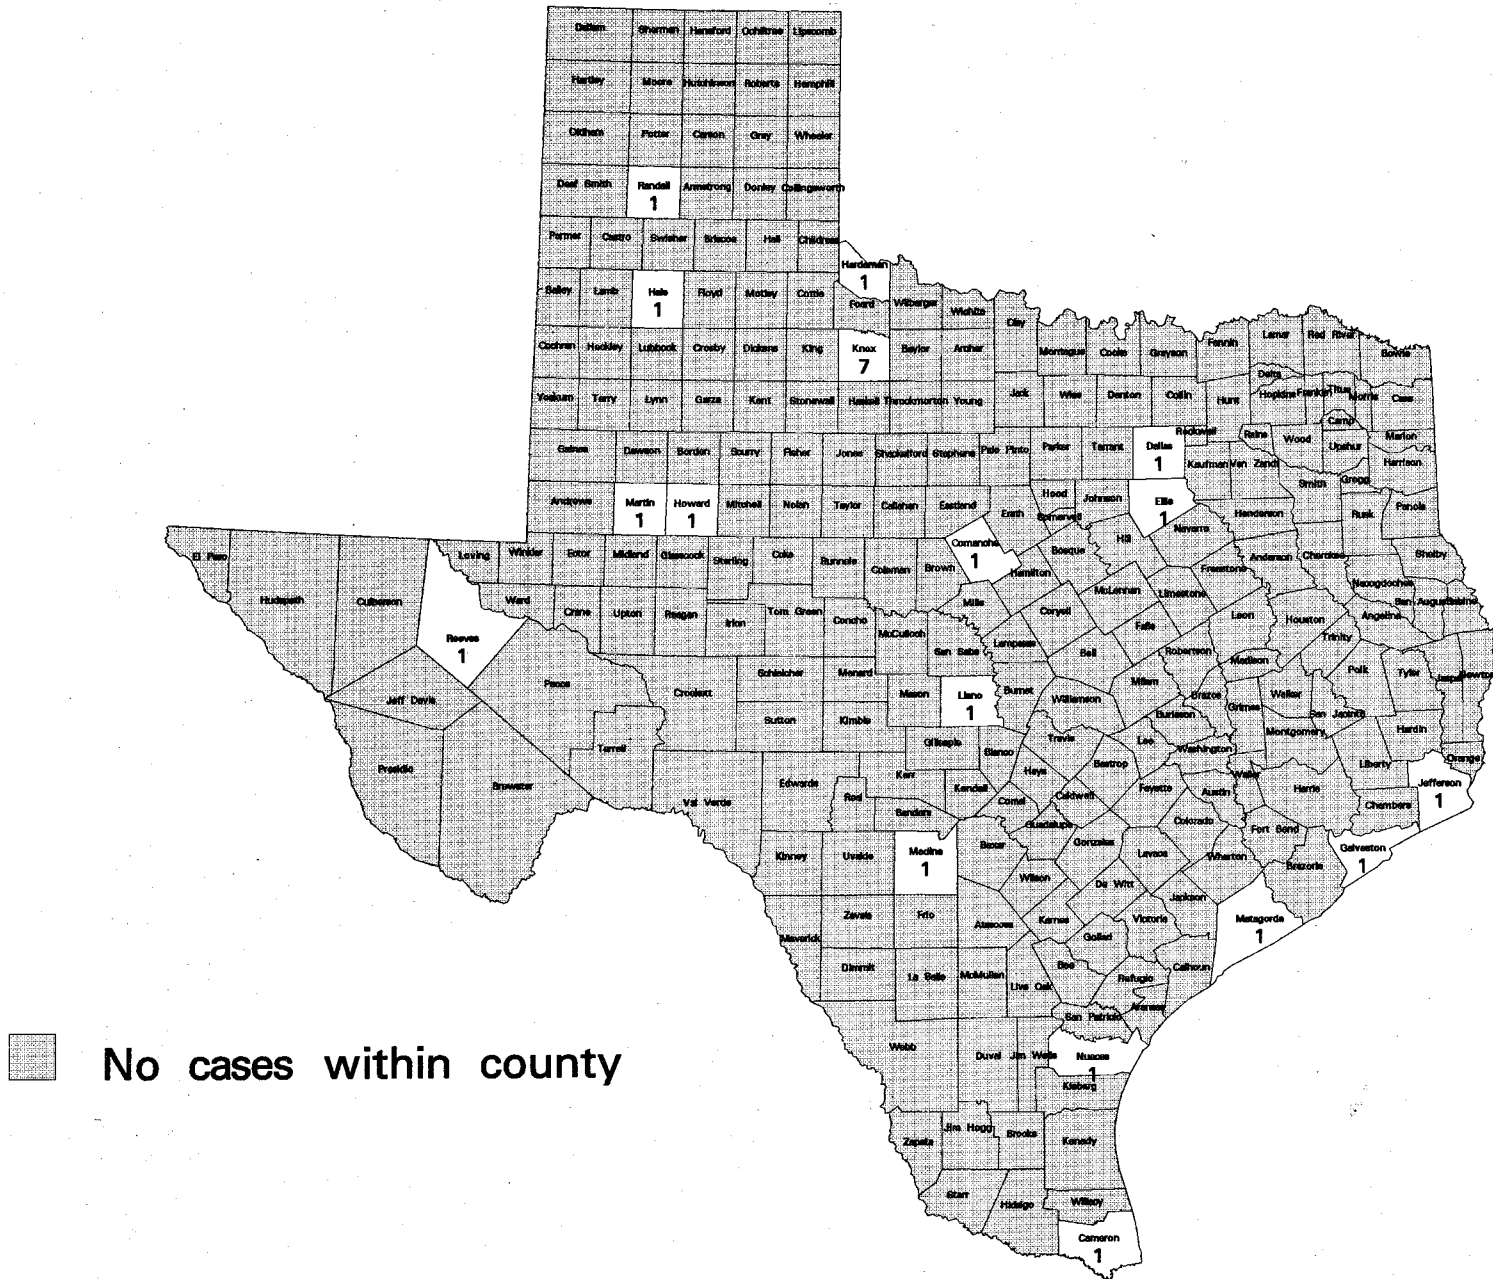 Dallam Sherman Hansford Ochiltree Lipscomb
Hartley Moore Hutchinson Roberts Hemphill
Oldham Potter Carson Gray Wheeler
Deaf Smith Randall Armstrong Donley Collingsworth
1
Parmer Castro Swisher Briscoe Hall Childress
Hardeman
1
Bailey Lamb Hale Floyd Motley Cottle Foard Wilbarger Wichita Clay
1
Cochran Hockley Lubbock Crosby Dickens King Knox Baylor Archer Montague Cooke Grayson Fannin Lamar Red River Bowie
7
Delta
Yoakum Terry Lynn Garza Kent Stonewall Haskell Throckmorton Young Jack Wise Denton Collin Hunt Hopkins Franklin Titus Morris Cass
Camp
Gaines Dawson Borden Scurry Fisher Jones Shackelford Stephens Palo Pinto Parker Tarrant Dallas Rockwall Rains Wood Upshur Marion
1
Kaufman Van Zandt Harrison
Smith Gregg
Andrews Martin Howard Mitchell Nolan Taylor Callahan Eastland Erath Hood Johnson Ellis Henderson Rusk Panola
1 1 1
Somervell Navarro
Comanche Hill
1
El Paso Loving Winkler Ector Midland Glasscock Sterling Coke Runnels Coleman Brown Hamilton Bosque Freestone Anderson Cherokee Shelby
Nacogdoches
Hudspeth Culberson Ward Crane Upton Reagan Irion Tom Green Concho Mills Coryell McLennan Limestone Leon Houston Angelina San Augustine Sabine
Reeves McCulloch San Saba Lampasas Bell Falls Robertson Madison Trinity
1
Jeff Davis Pecos Crockett Schleicher Menard Mason Llano Burnet Williamson Milam Brazos Grimes Walker Polk Tyler Jasper Newton
1
Sutton Kimble Burleson San Jacinto
Terrell Gillespie Blanco Travis Lee Washington Montgomery Hardin
Presidio Brewster Val Verde Edwards Kerr Kendall Hays Bastrop Waller Liberty Orange
Real Comal Caldwell Fayette Austin Harris Jefferson
1
Bandera Guadalupe Colorado Chambers
Kinney Uvalde Medina Bexar Gonzales Lavaca Wharton Fort Bend Galveston
1 1
Wilson De Witt Brazoria
Zavala Frio Atascosa Karnes Victoria Jackson Matagorda
1
Maverick Goliad
Dimmit La Salle McMullen Live Oak Bee Refugio Calhoun
Aransas
San Patricio
Webb Duval Jim Wells Nueces
1
Kleberg
Zapata Jim Hogg Brooks Kenedy
Starr Hidalgo Willacy
Cameron
1
No cases within county